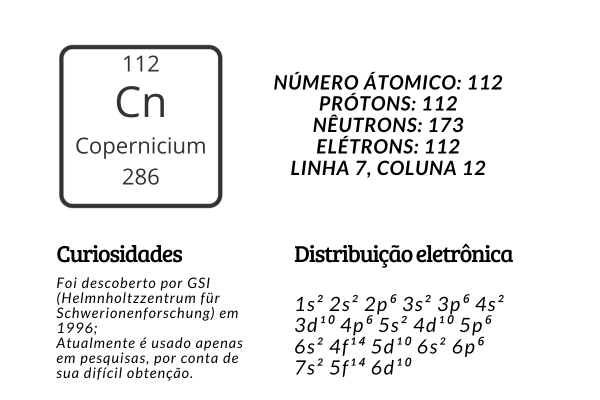 112
Cn
Copernicium
286
NÚMERO ÁTOMICO: 112
PRÓTONS: 112
NÊUTRONS: 173
ELÉTRONS: 112
LINHA 7, COLUNA 12
Curiosidades
Foi descoberto por GSI
(Helmnholtzzentrum für
Schwerionenforschung) em
1996;
Atualmente é usado apenas
em pesquisas, por conta de
sua difícil obtenção.
Distribuição eletrônica
1s² 2s² 2p⁶ 3s² 3p⁶ 4s²
3d¹⁰ 4p⁶ 5s² 4d¹⁰ 5p⁶
6s² 4f¹⁴ 5d¹⁰ 6s² 6p⁶
7s² 5f¹⁴ 6d¹⁰